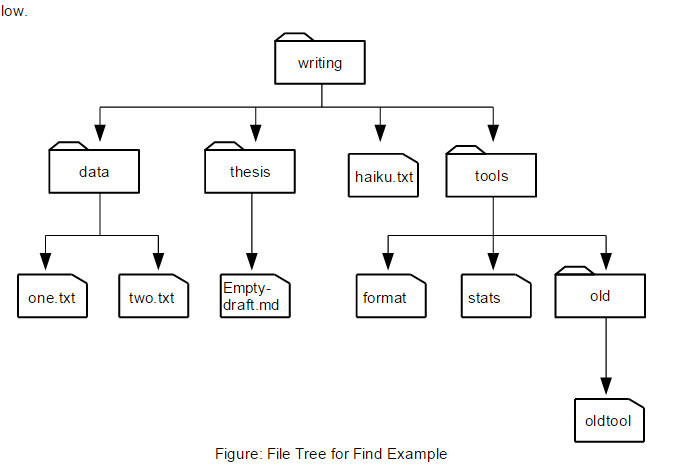 low.
writing
data
thesis
haiku.txt
tools
one.txt
two.txt
Empty-
draft.md
format
stats
old
oldtool
Figure: File Tree for Find Example